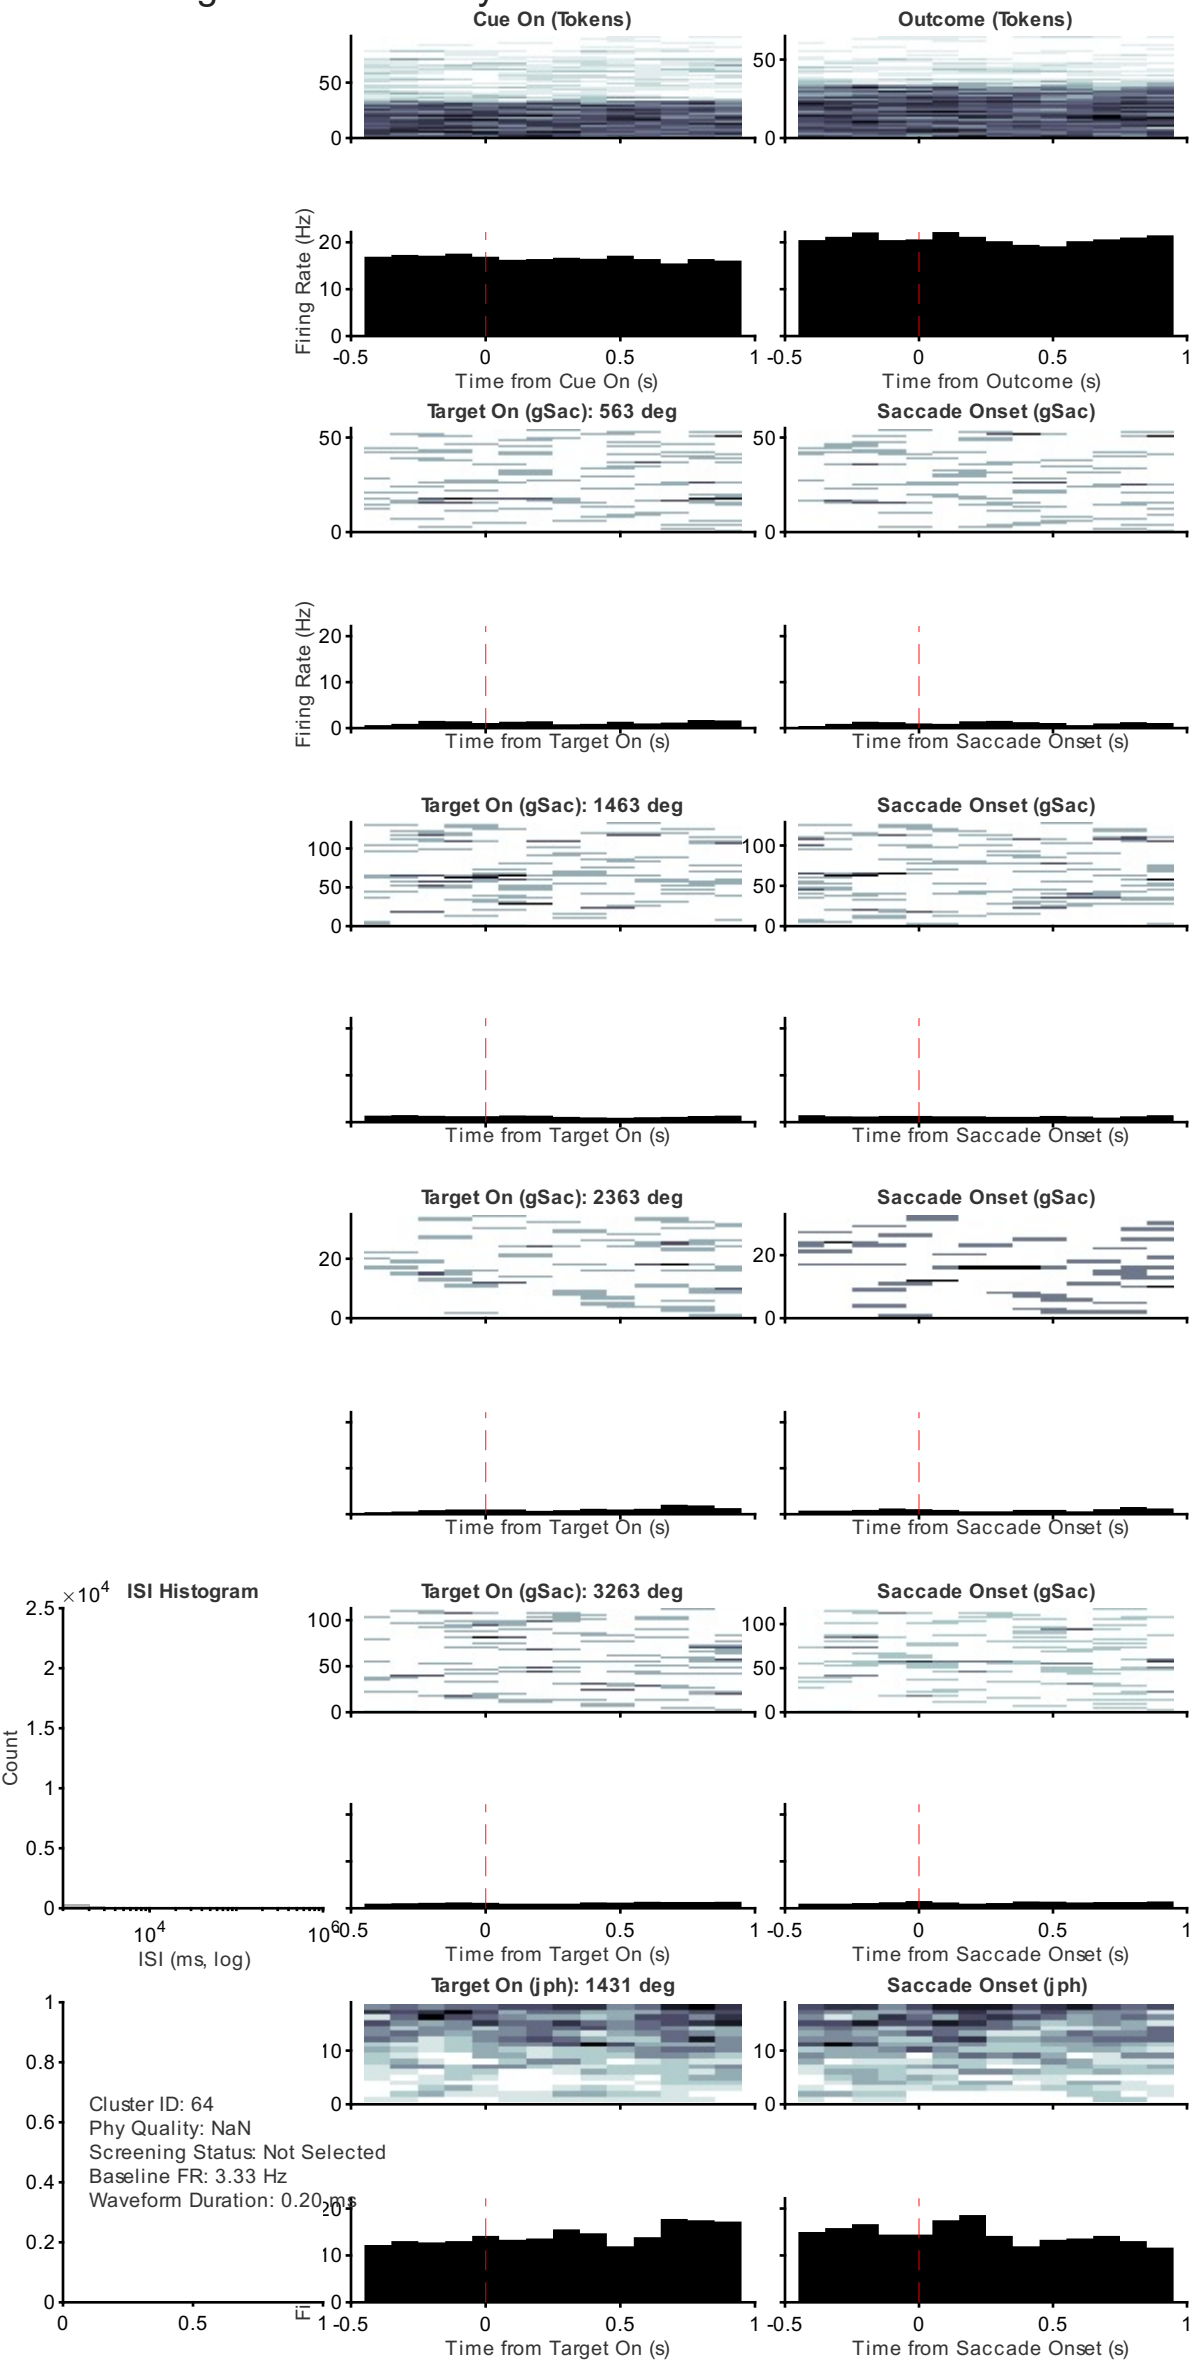 Cue On (Tokens)
Outcome (Tokens)
50
0
50
0
Firing Rate (Hz)
20
10
0
-0.5
0
0.5
1
-0.5
0
0.5
1
Time from Cue On (s)
Time from Outcome (s)
Target On (gSac): 563 deg
Saccade Onset (gSac)
50
0
50
0
Firing Rate (Hz)
20
10
0
Time from Target On (s)
Time from Saccade Onset (s)
Target On (gSac): 1463 deg
Saccade Onset (gSac)
100
50
0
100
50
0
Time from Target On (s)
Time from Saccade Onset (s)
Target On (gSac): 2363 deg
Saccade Onset (gSac)
20
0
20
0
Time from Target On (s)
Time from Saccade Onset (s)
×10⁴
ISI Histogram
2.5
2
1.5
1
0.5
0
Count
10⁴
10⁶
ISI (ms, log)
Target On (gSac): 3263 deg
Saccade Onset (gSac)
100
50
0
100
50
0
-0.5
0
0.5
1
-0.5
0
0.5
1
Time from Target On (s)
Time from Saccade Onset (s)
Target On (jph): 1431 deg
Saccade Onset (jph)
10
0
10
0
1
0.8
0.6
0.4
0.2
0
0
0.5
1
Cluster ID: 64
Phy Quality: NaN
Screening Status: Not Selected
Baseline FR: 3.33 Hz
Waveform Duration: 0.20 ms
20
10
0
Fi
-0.5
0
0.5
1
-0.5
0
0.5
1
Time from Target On (s)
Time from Saccade Onset (s)